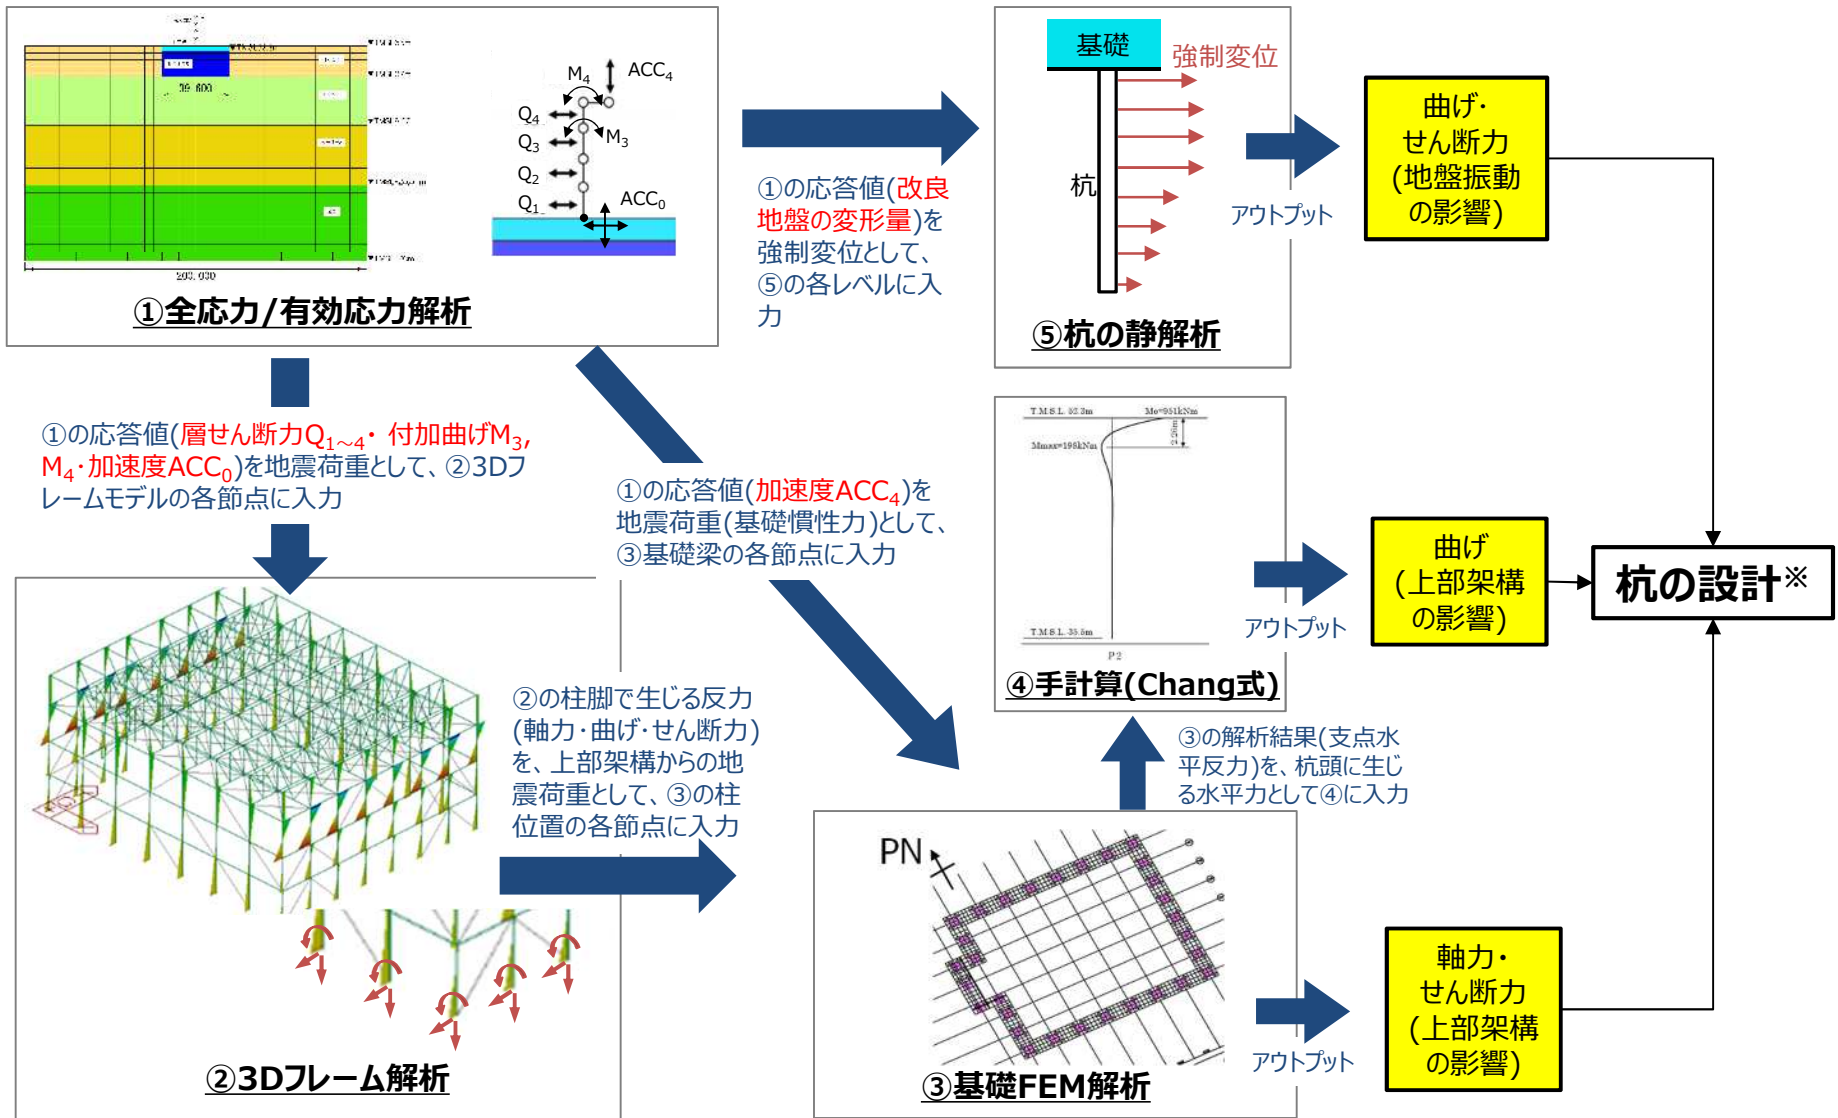 39.600
M4
ACC4
Q4
Q3
M3
Q2
Q1
ACC0
203.030
①全応力/有効応力解析
①の応答値(改良
地盤の変形量)を
強制変位として、
⑤の各レベルに入
力
基礎
強制変位
杭
⑤杭の静解析
アウトプット
曲げ・
せん断力
(地盤振動
の影響)
①の応答値(層せん断力Q1~4・ 付加曲げM3,
M4・加速度ACC0)を地震荷重として、②3Dフ
レームモデルの各節点に入力
①の応答値(加速度ACC4)を
地震荷重(基礎慣性力)として、
③基礎梁の各節点に入力
T.M.S.L. 52.3m
Mo=951kNm
2.26m
Mmax=198kNm
T.M.S.L. 35.5m
P2
④手計算(Chang式)
アウトプット
曲げ
(上部架構
の影響)
杭の設計※
②の柱脚で生じる反力
(軸力・曲げ・せん断力)
を、上部架構からの地
震荷重として、③の柱
位置の各節点に入力
③の解析結果(支点水
平反力)を、杭頭に生じ
る水平力として④に入力
②3Dフレーム解析
PN
③基礎FEM解析
アウトプット
軸力・
せん断力
(上部架構
の影響)